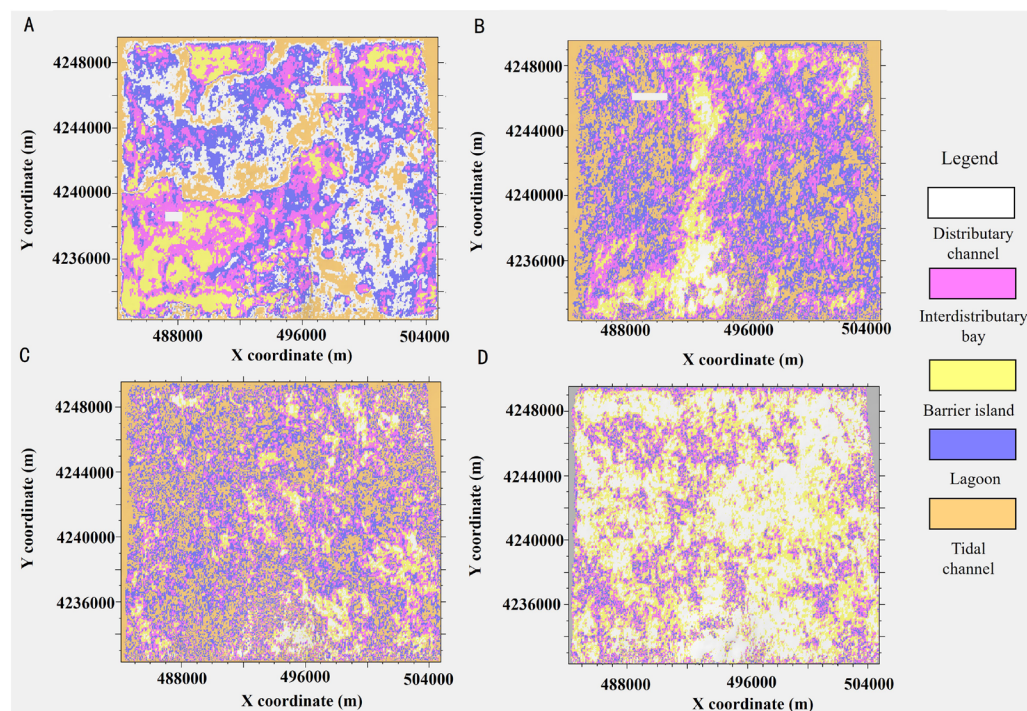 A
4248000
4244000
4240000
4236000
Y coordinate (m)
488000
496000
X coordinate (m)
B
4248000
4244000
4240000
4236000
Y coordinate (m)
488000
496000
504000
X coordinate (m)
C
4248000
4244000
4240000
4236000
Y coordinate (m)
488000
496000
504000
X coordinate (m)
D
4248000
4244000
4240000
4236000
Y coordinate (m)
488000
496000
504000
X coordinate (m)
Legend
Distributary
channel
Interdistributary
bay
Barrier island
Lagoon
Tidal
channel